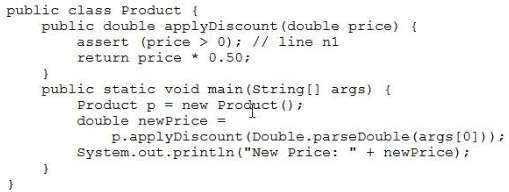 public class Product {
    public double applyDiscount(double price) {
        assert (price > 0); // line n1
        return price * 0.50;
    }
    public static void main(String[] args) {
        Product p = new Product();
        double newPrice =
            p.applyDiscount(Double.parseDouble(args[0]));
        System.out.println("New Price: " + newPrice);
    }
}